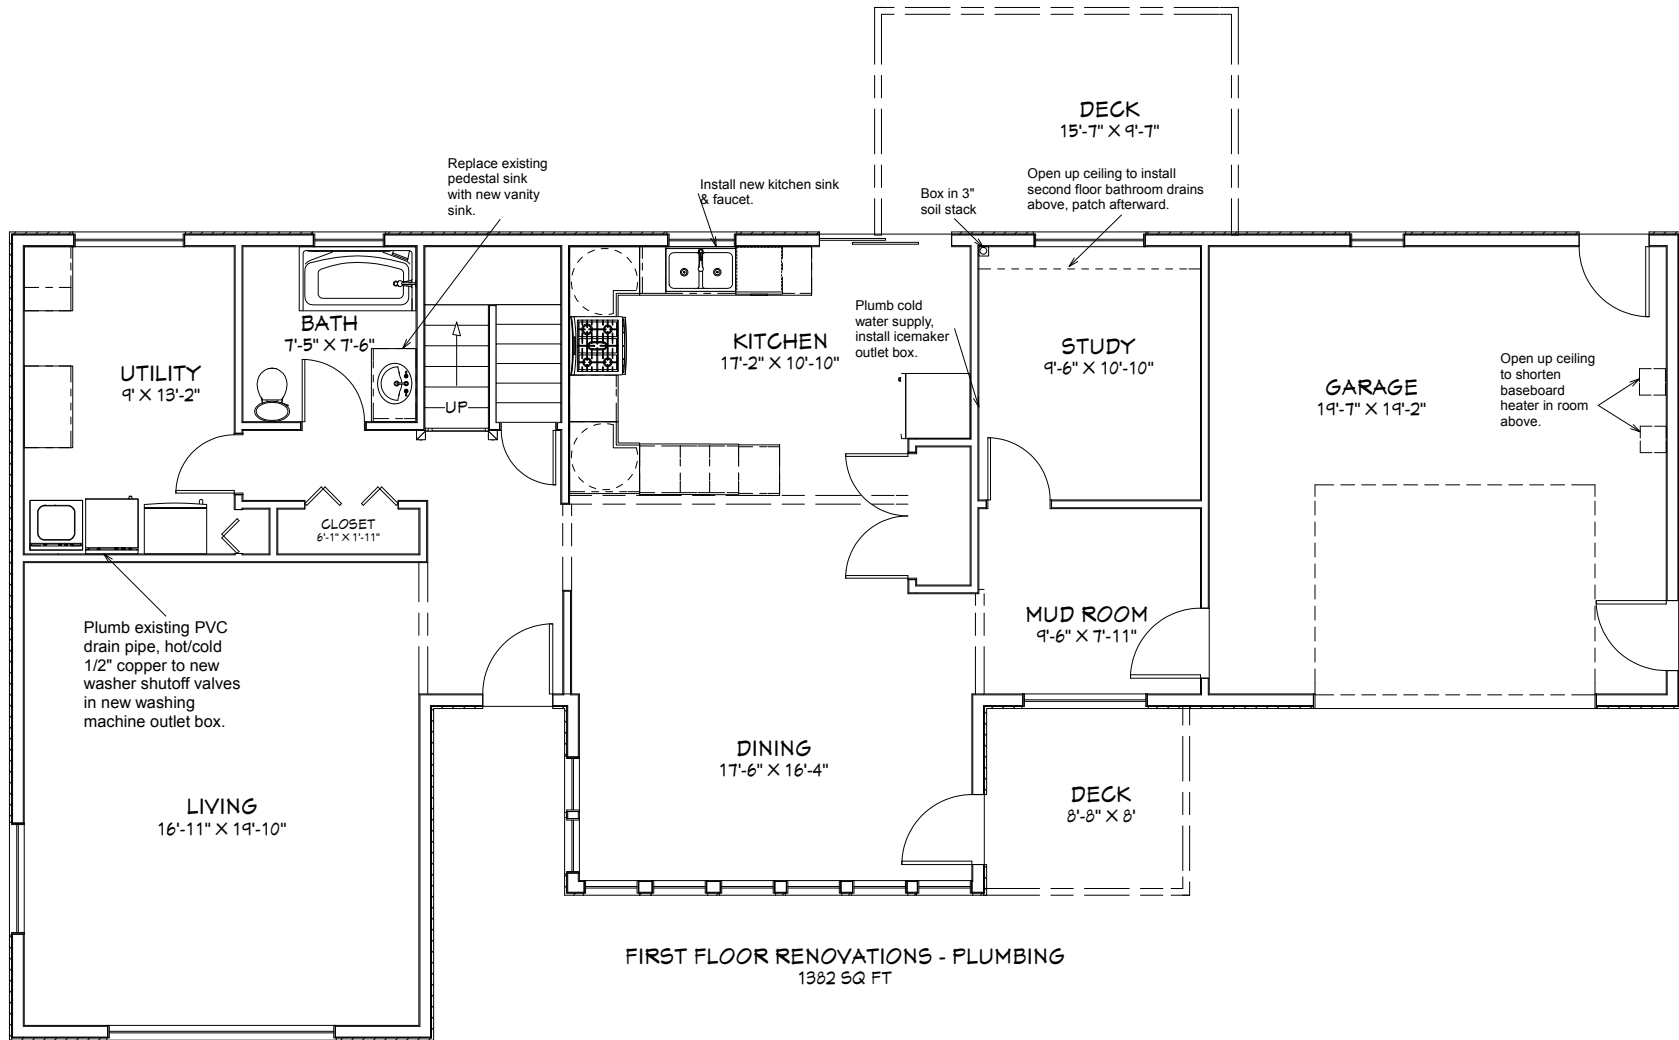 DECK
15'-7" X 9'-7"
Replace existing
pedestal sink
with new vanity
sink.
Install new kitchen sink
& faucet.
Box in 3"
soil stack
Open up ceiling to install
second floor bathroom drains
above, patch afterward.
BATH
7'-5" X 7'-6"
UTILITY
9' X 13'-2"
UP
KITCHEN
17'-2" X 10'-10"
Plumb cold
water supply,
install icemaker
outlet box.
STUDY
9'-6" X 10'-10"
GARAGE
19'-7" X 19'-2"
Open up ceiling
to shorten
baseboard
heater in room
above.
CLOSET
6'-1" X 1'-11"
Plumb existing PVC
drain pipe, hot/cold
1/2" copper to new
washer shutoff valves
in new washing
machine outlet box.
MUD ROOM
9'-6" X 7'-11"
LIVING
16'-11" X 19'-10"
DINING
17'-6" X 16'-4"
DECK
8'-8" X 8'
FIRST FLOOR RENOVATIONS - PLUMBING
1382 SQ FT